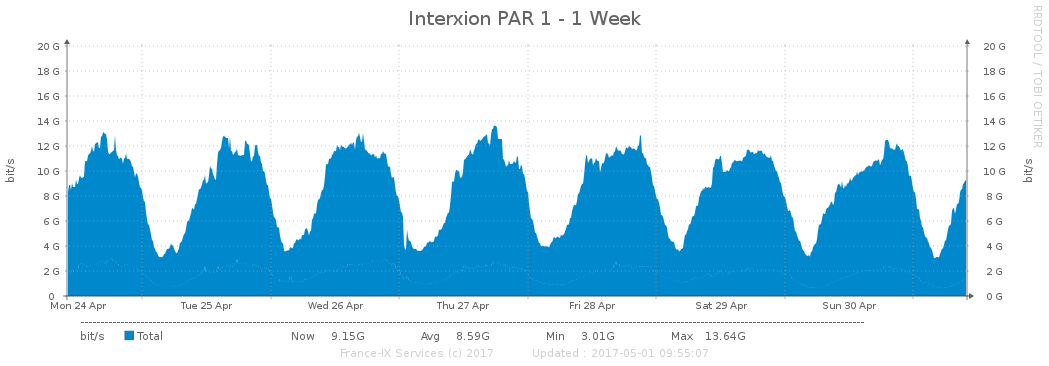 Interxion PAR 1 - 1 Week
RRDTOOL / TOBI OETIKER
bit/s
20 G 20 G
18 G 18 G
16 G 16 G
14 G 14 G
12 G 12 G
10 G 10 G
8 G 8 G
6 G 6 G
4 G 4 G
2 G 2 G
0 0 G
bit/s
Mon 24 Apr Tue 25 Apr Wed 26 Apr Thu 27 Apr Fri 28 Apr Sat 29 Apr Sun 30 Apr
bit/s Total Now 9.15G Avg 8.59G Min 3.01G Max 13.64G
France-IX Services (c) 2017 Updated : 2017-05-01 09:55:07